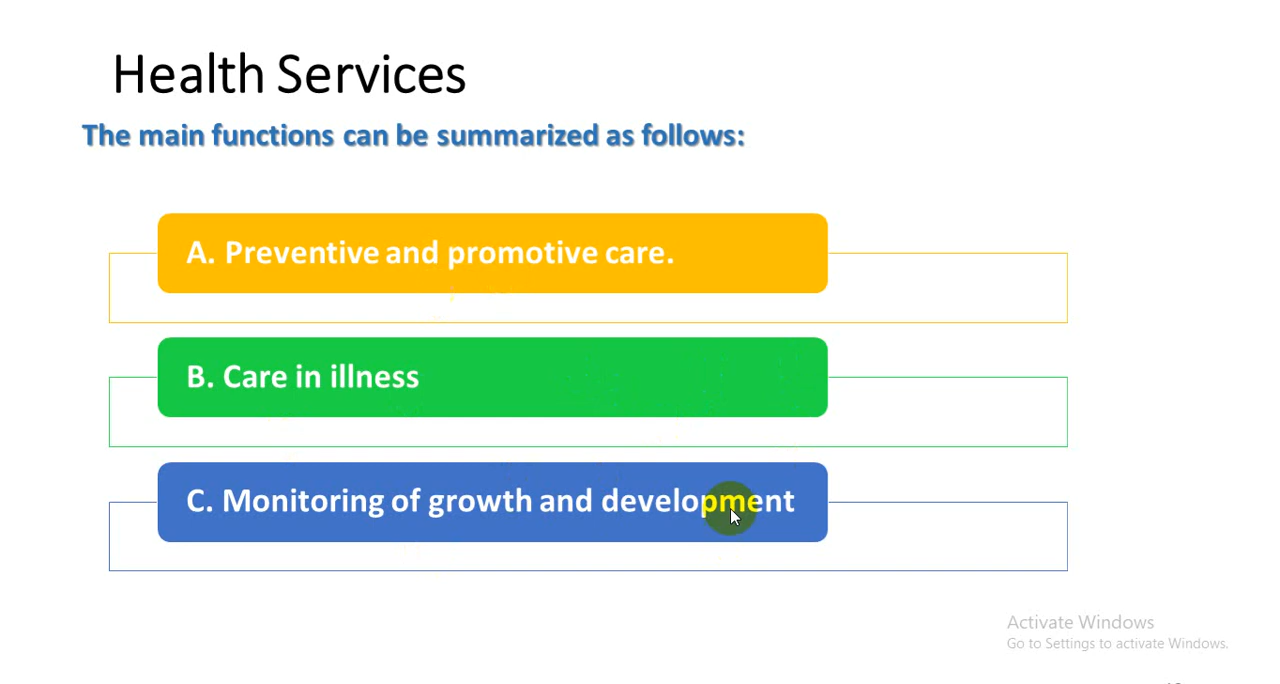 Health Services
The main functions can be summarized as follows:
A. Preventive and promotive care.
B. Care in illness
C. Monitoring of growth and development
Activate Windows
Go to Settings to activate Windows.